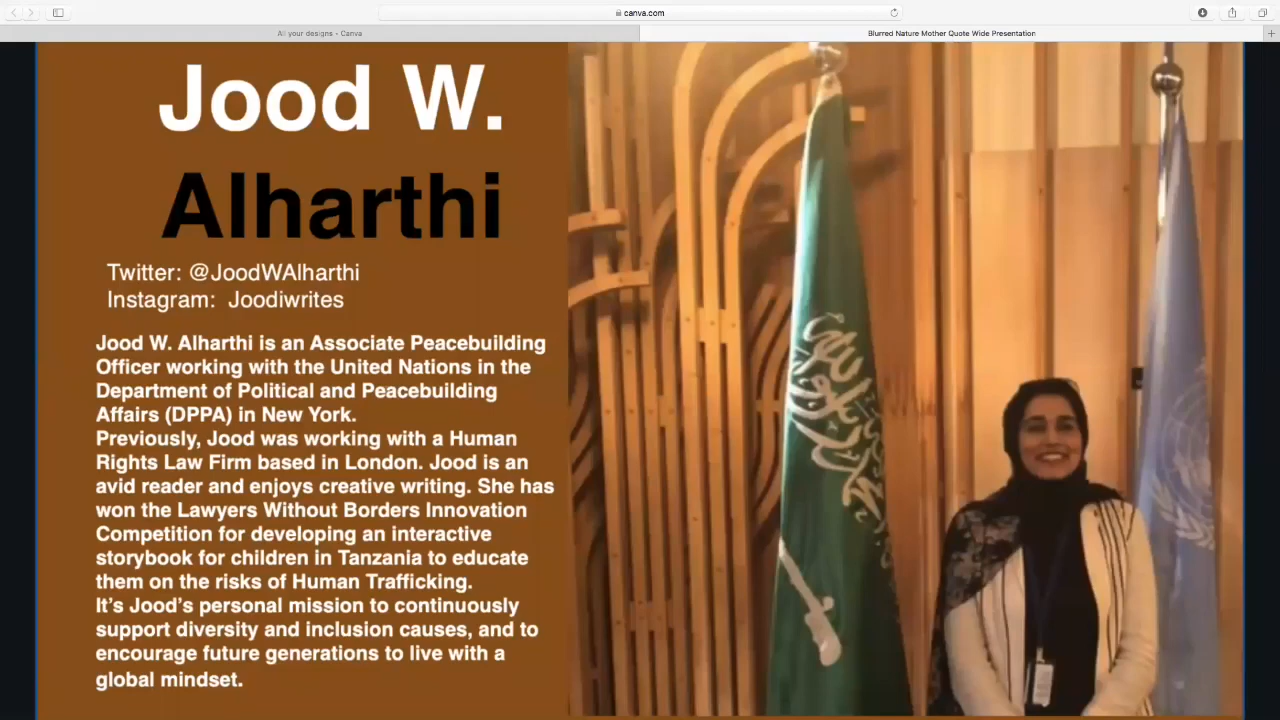 canva.com
All your designs - Canva
Blurred Nature Mother Quote Wide Presentation
Jood W.
Alharthi
Twitter: @JoodWAlharthi
Instagram:  Joodiwrites
Jood W. Alharthi is an Associate Peacebuilding
Officer working with the United Nations in the
Department of Political and Peacebuilding
Affairs (DPPA) in New York.
Previously, Jood was working with a Human
Rights Law Firm based in London. Jood is an
avid reader and enjoys creative writing. She has
won the Lawyers Without Borders Innovation
Competition for developing an interactive
storybook for children in Tanzania to educate
them on the risks of Human Trafficking.
It’s Jood’s personal mission to continuously
support diversity and inclusion causes, and to
encourage future generations to live with a
global mindset.